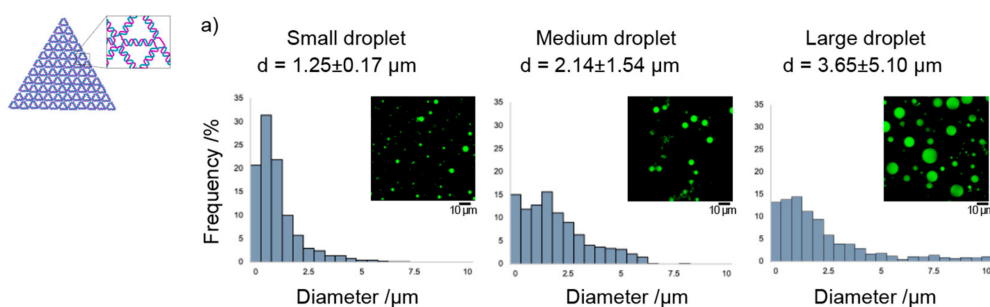 a)
Small droplet
d = 1.25±0.17 µm
Medium droplet
d = 2.14±1.54 µm
Large droplet
d = 3.65±5.10 µm
Frequency /%
35
30
25
20
15
10
5
0
0 2.5 5 7.5 10
Diameter /µm
10 µm
35
30
25
20
15
10
5
0
0 2.5 5 7.5 10
Diameter /µm
10 µm
35
30
25
20
15
10
5
0
0 2.5 5 7.5 10
Diameter /µm
10 µm